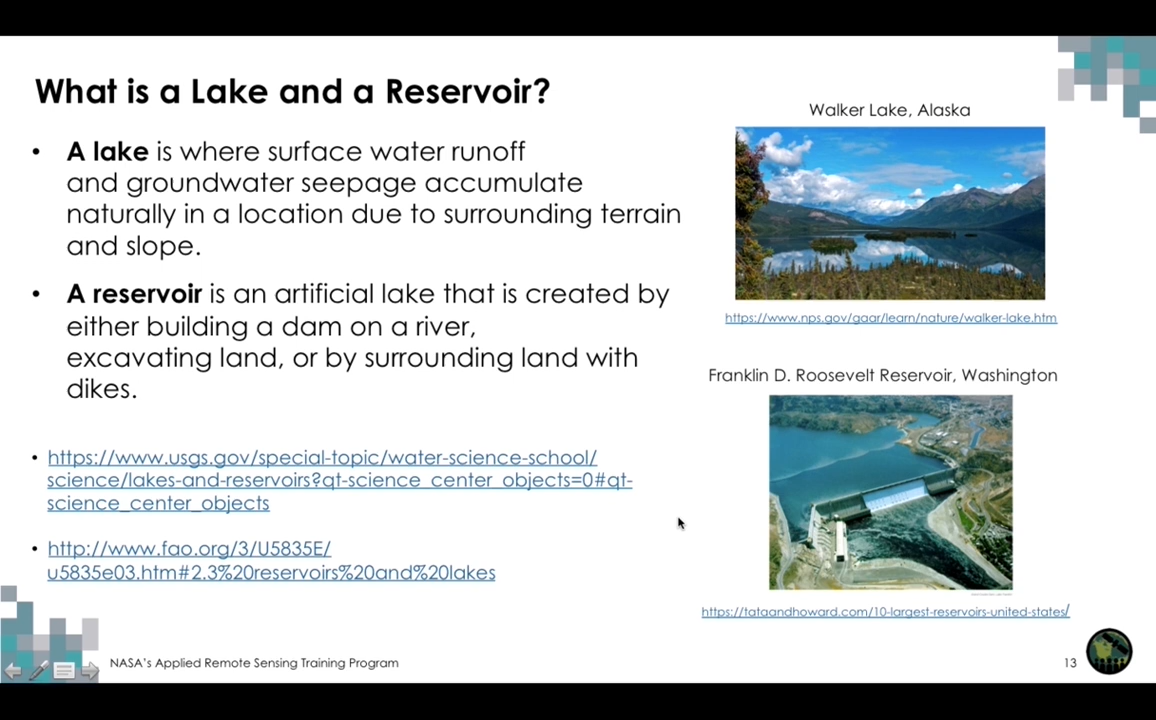 What is a Lake and a Reservoir?
• A lake is where surface water runoff
and groundwater seepage accumulate
naturally in a location due to surrounding terrain
and slope.
• A reservoir is an artificial lake that is created by
either building a dam on a river,
excavating land, or by surrounding land with
dikes.
• https://www.usgs.gov/special-topic/water-science-school/
science/lakes-and-reservoirs?qt-science_center_objects=0#qt-
science_center_objects
• http://www.fao.org/3/U5835E/
u5835e03.htm#2.3%20reservoirs%20and%20lakes
Walker Lake, Alaska
https://www.nps.gov/gaar/learn/nature/walker-lake.htm
Franklin D. Roosevelt Reservoir, Washington
https://tataandhoward.com/10-largest-reservoirs-united-states/
NASA's Applied Remote Sensing Training Program
13